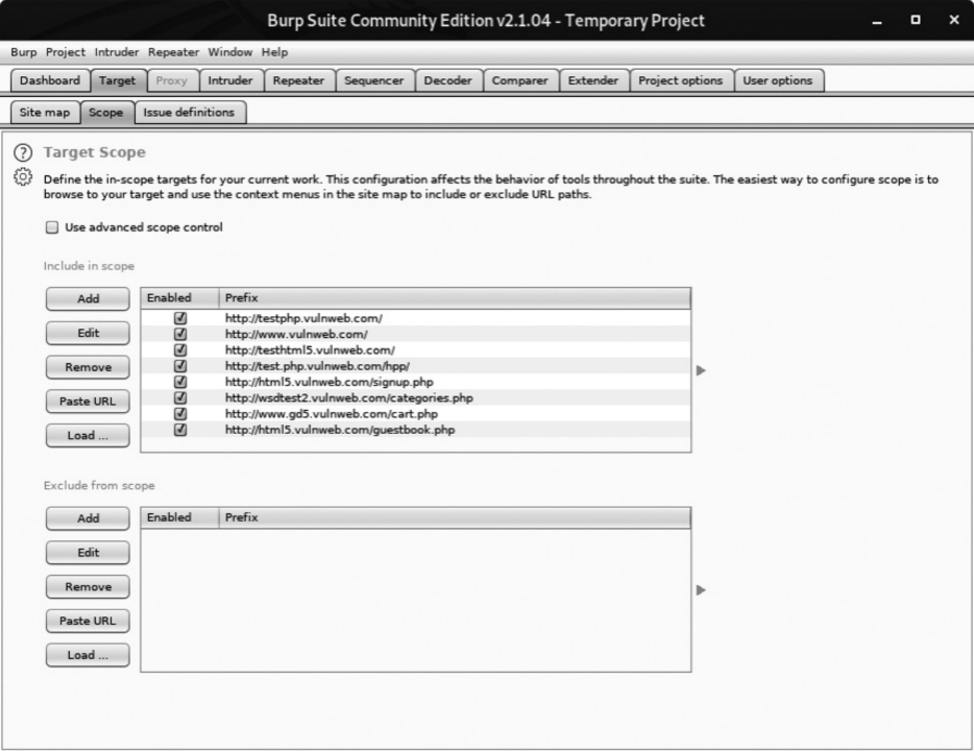 Burp Suite Community Edition v2.1.04 - Temporary Project
Burp Project Intruder Repeater Window Help
Dashboard Target Proxy Intruder Repeater Sequencer Decoder Comparer Extender Project options User options
Site map Scope Issue definitions
? Target Scope
Define the in-scope targets for your current work. This configuration affects the behavior of tools throughout the suite. The easiest way to configure scope is to
browse to your target and use the context menus in the site map to include or exclude URL paths.
Use advanced scope control
Include in scope
Add
Edit
Remove
Paste URL
Load ...
Enabled Prefix
http://testphp.vulnweb.com/
http://www.vulnweb.com/
http://testhtml5.vulnweb.com/
http://test.php.vulnweb.com/hpp/
http://html5.vulnweb.com/signup.php
http://wsdtest2.vulnweb.com/categories.php
http://www.gd5.vulnweb.com/cart.php
http://html5.vulnweb.com/guestbook.php
Exclude from scope
Add
Edit
Remove
Paste URL
Load ...
Enabled Prefix